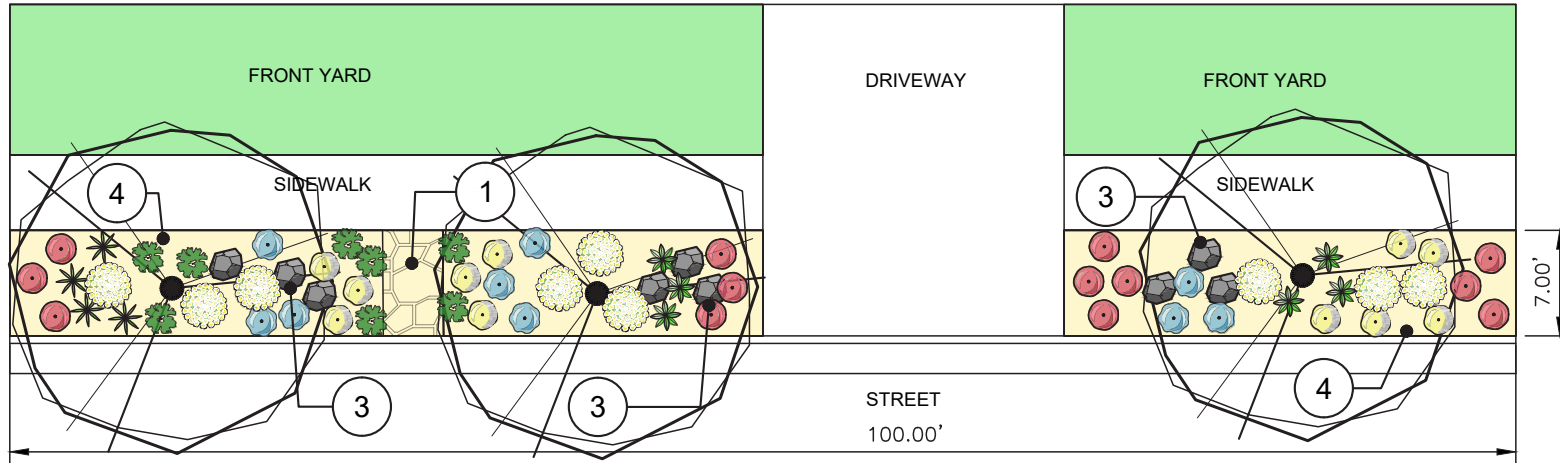 FRONT YARD
DRIVEWAY
FRONT YARD
4
SIDEWALK
1
3
SIDEWALK
7.00'
3
3
4
STREET
100.00'